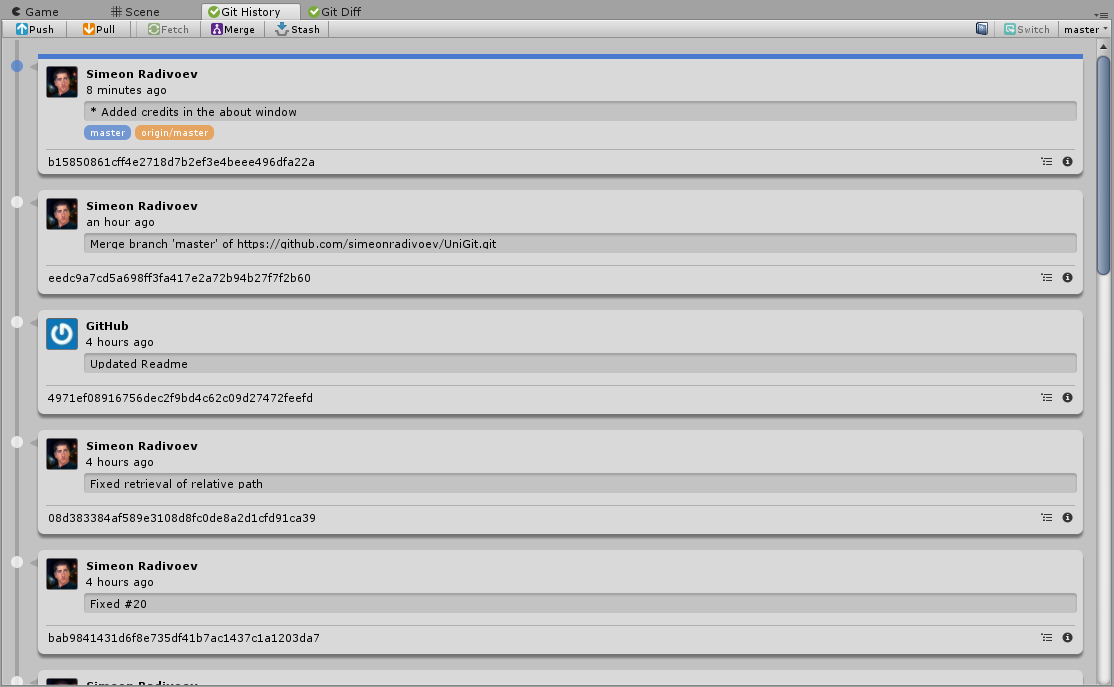 Game Scene Git History Git Diff
Push Pull Fetch Merge Stash Switch master
Simeon Radivoev
8 minutes ago
* Added credits in the about window
master origin/master
b15850861cff4e2718d7b2ef3e4beee496dfa22a
Simeon Radivoev
an hour ago
Merge branch 'master' of https://github.com/simeonradivoev/UniGit.git
eedc9a7cd5a698ff3fa417e2a72b94b27f7f2b60
GitHub
4 hours ago
Updated Readme
4971ef08916756dec2f9bd4c62c09d27472feefd
Simeon Radivoev
4 hours ago
Fixed retrieval of relative path
08d383384af589e3108d8fc0de8a2d1cfd91ca39
Simeon Radivoev
4 hours ago
Fixed #20
bab9841431d6f8e735df41b7ac1437c1a1203da7
Simeon Radivoev